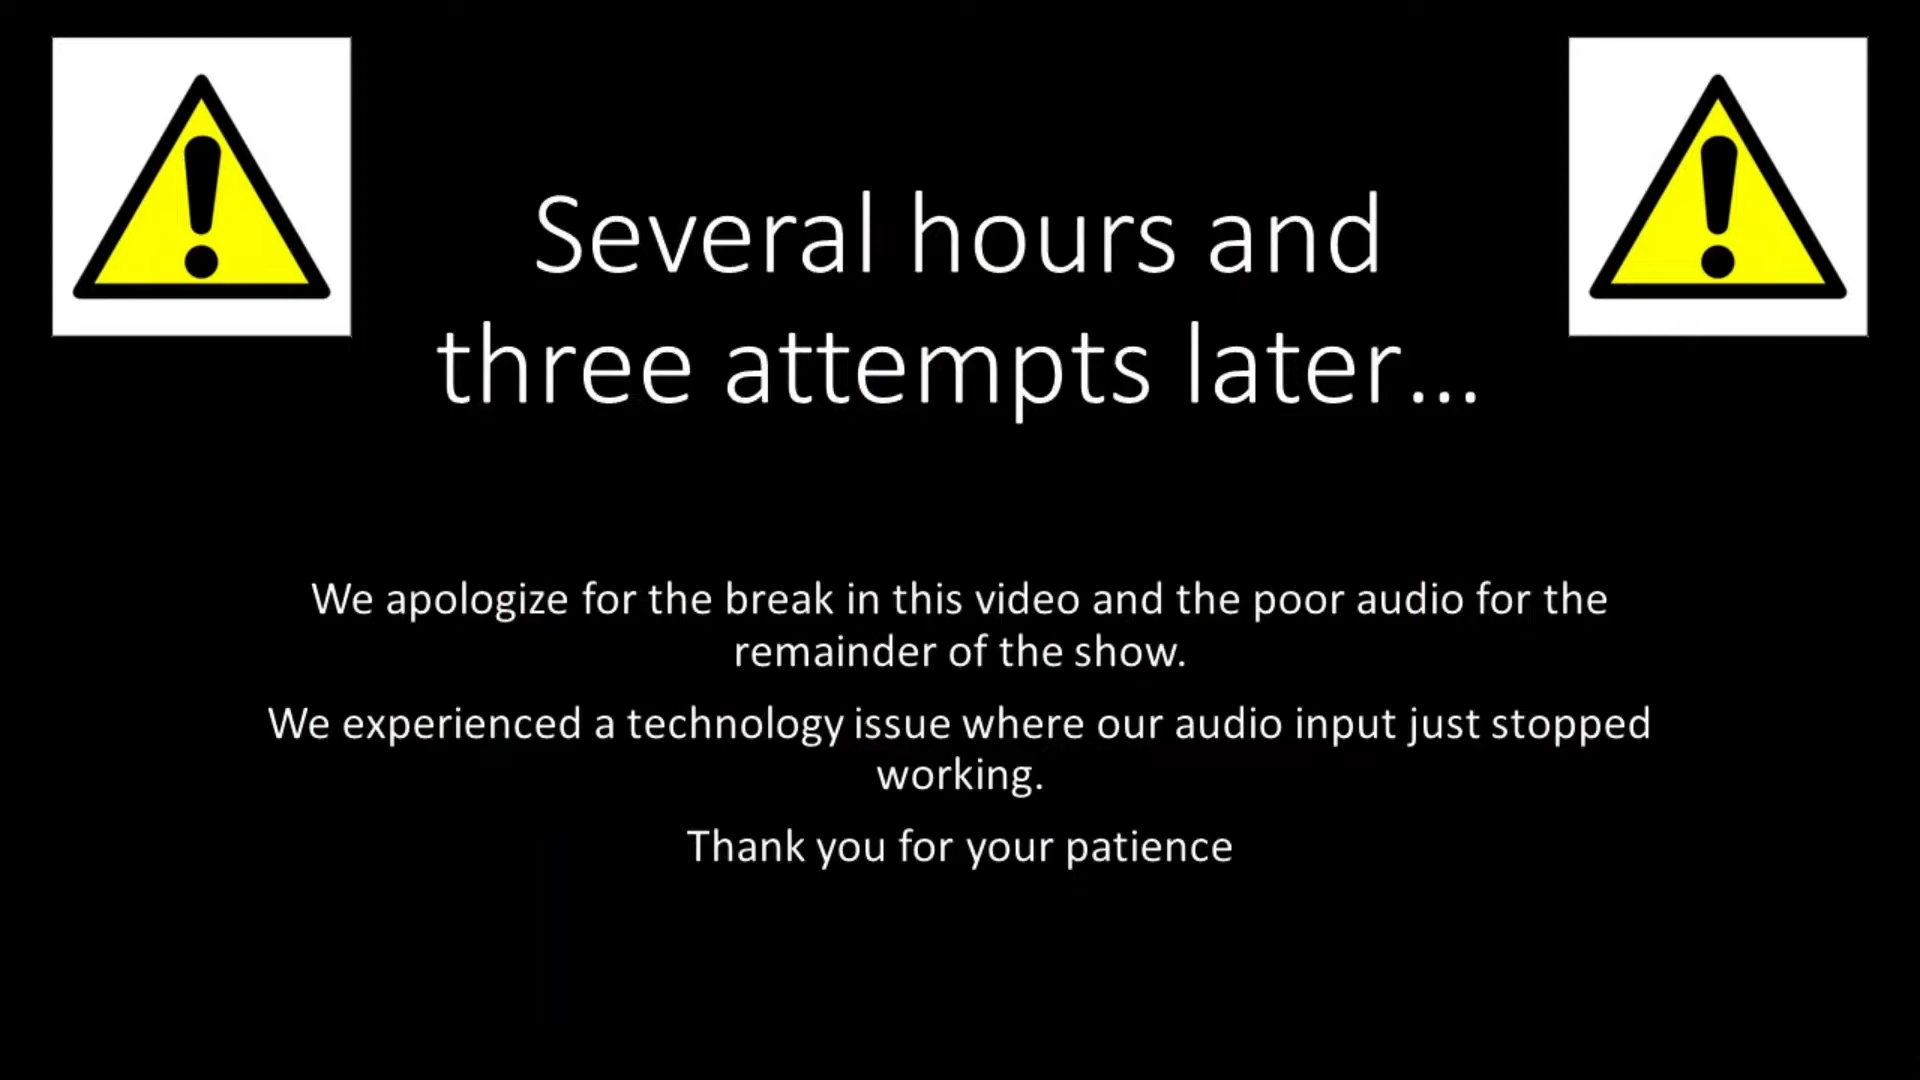 Several hours and
three attempts later...
We apologize for the break in this video and the poor audio for the
remainder of the show.
We experienced a technology issue where our audio input just stopped
working.
Thank you for your patience